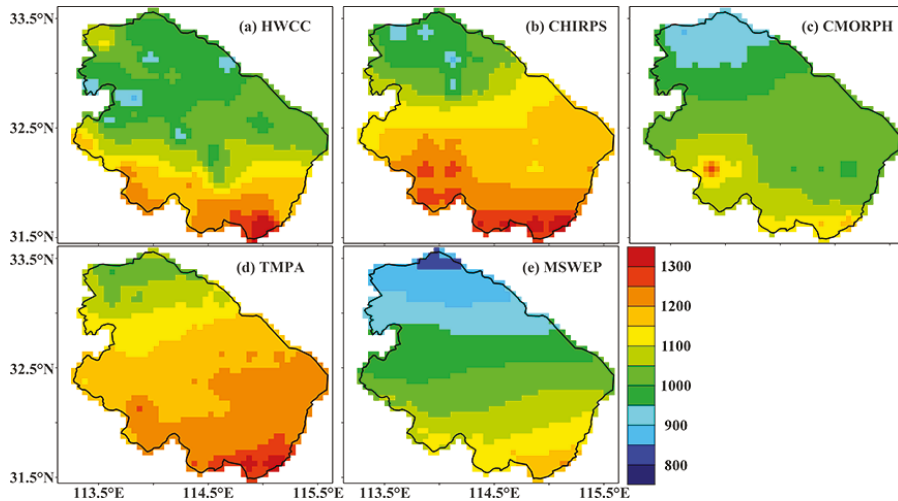 33.5°N
(a) HWCC
(b) CHIRPS
(c) CMORPH
32.5°N
31.5°N
33.5°N
(d) TMPA
(e) MSWEP
1300
1200
32.5°N
1100
1000
900
31.5°N
800
113.5°E
114.5°E
115.5°E
113.5°E
114.5°E
115.5°E